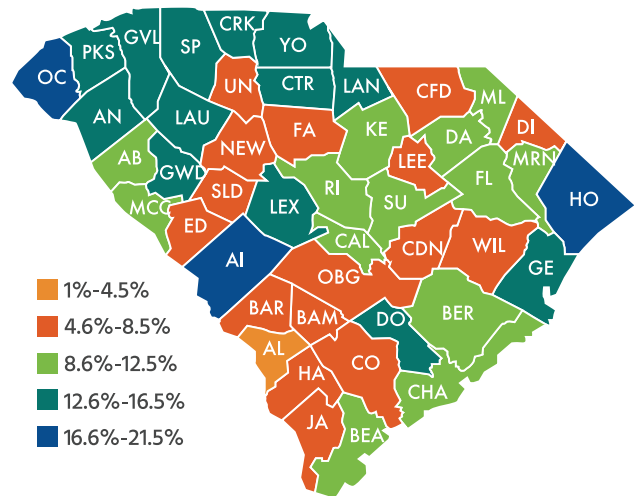 CRK
GVL
PKS
SP
YO
OC
CTR
LAN
UN
CFD
ML
AN
LAU
FA
KE
DI
DA
NEW
LEE
MRN
AB
GWD
FL
RI
SLD
HO
MCC
LEX
SU
ED
CAL
CDN
WIL
GE
AI
OBG
BAR
BAM
DO
BER
AL
CO
HA
CHA
JA
BEA
1%-4.5%
4.6%-8.5%
8.6%-12.5%
12.6%-16.5%
16.6%-21.5%